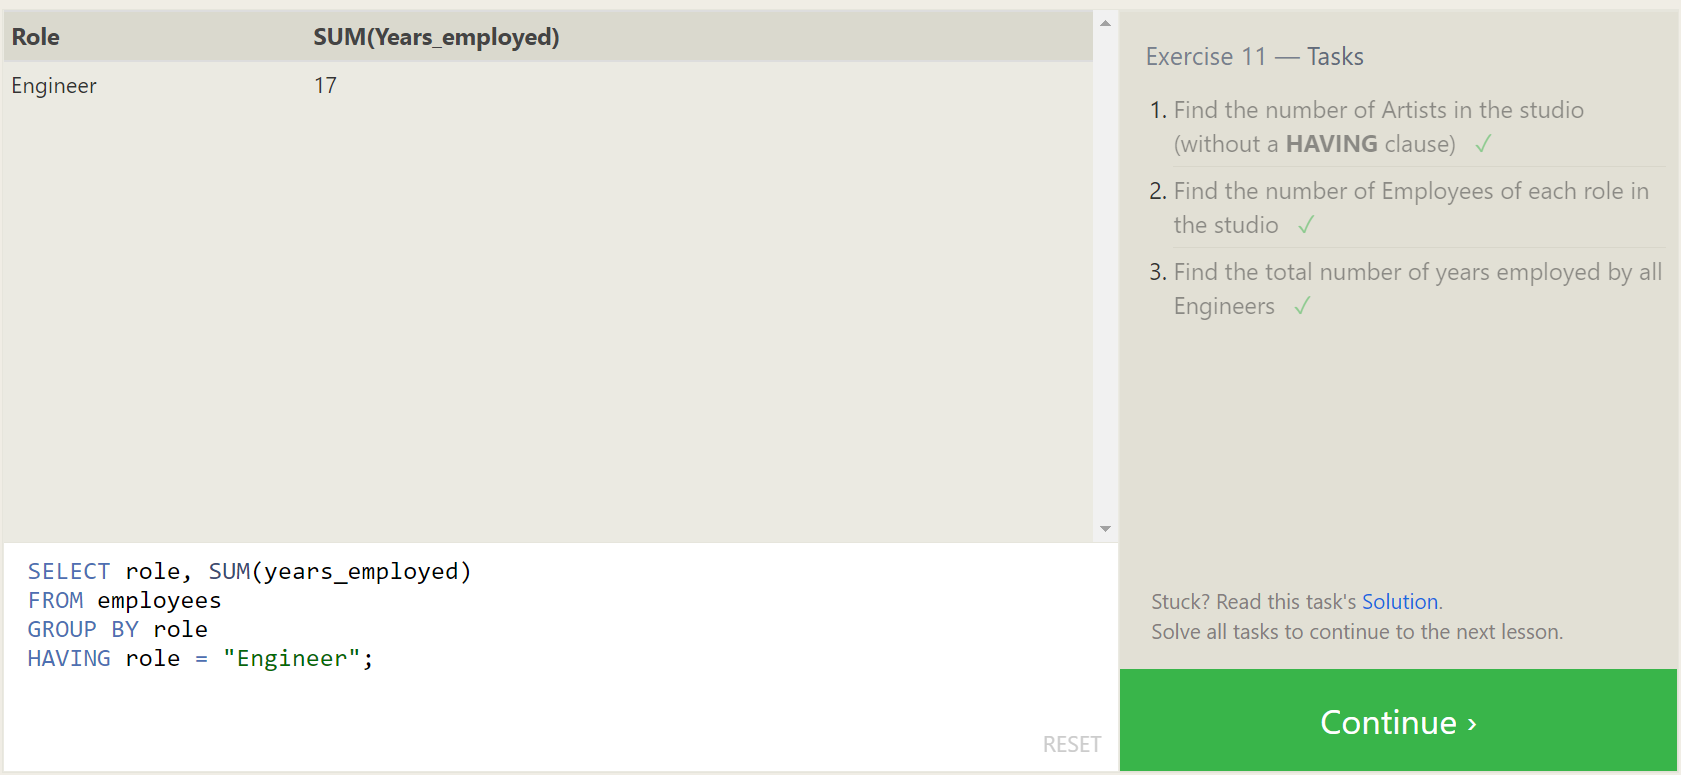 Role SUM(Years_employed)
Engineer 17
SELECT role, SUM(years_employed)
FROM employees
GROUP BY role
HAVING role = "Engineer";
RESET
Exercise 11 — Tasks
1. Find the number of Artists in the studio
(without a HAVING clause) ✓
2. Find the number of Employees of each role in
the studio ✓
3. Find the total number of years employed by all
Engineers ✓
Stuck? Read this task's Solution.
Solve all tasks to continue to the next lesson.
Continue ›